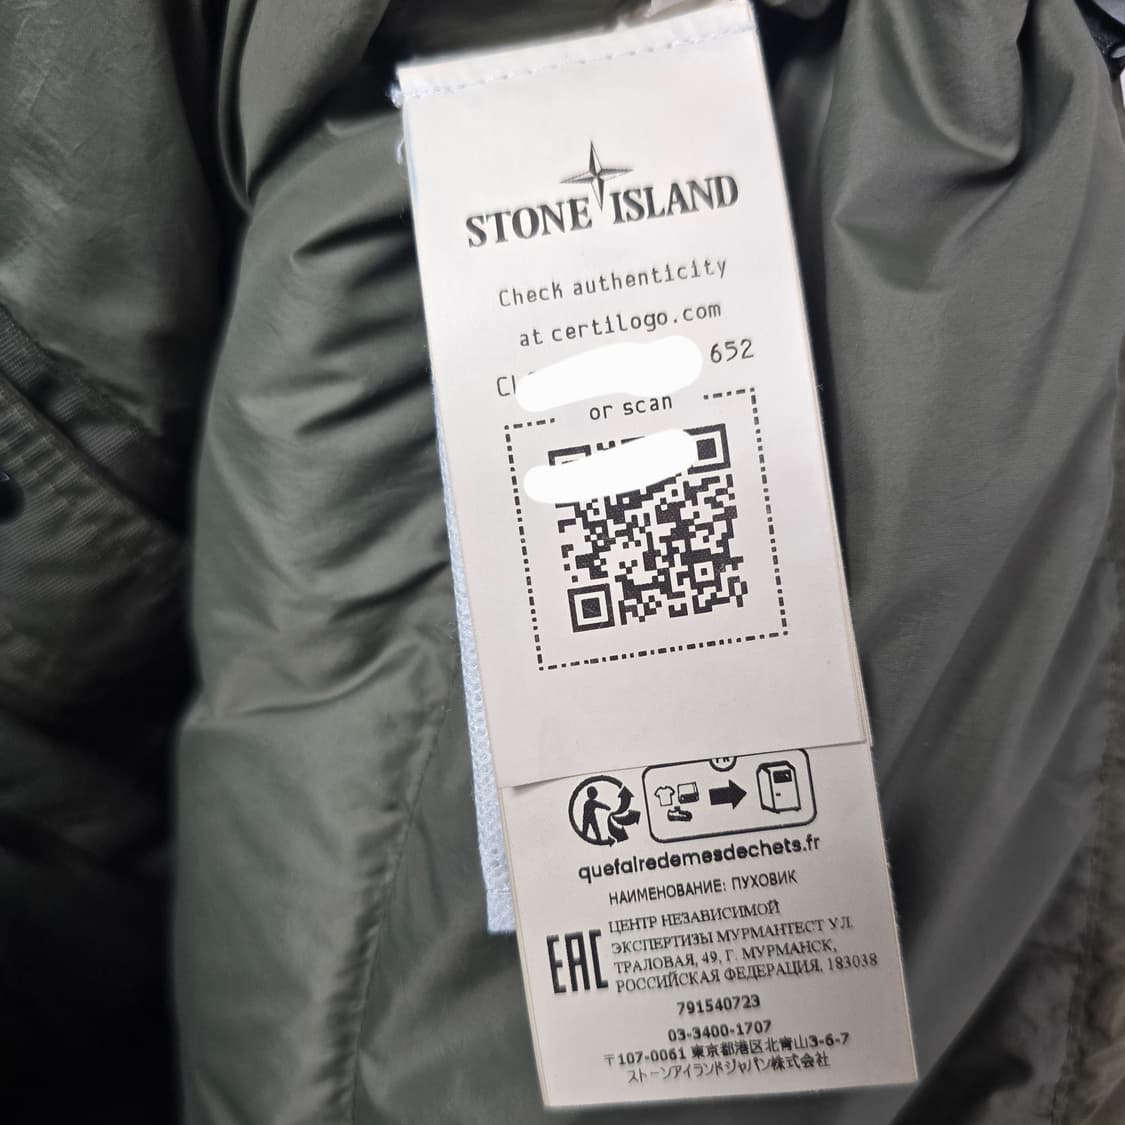 STONE ISLAND
Check authenticity
at certilogo.com
652
or scan
quefairedemesdechets.fr
НАИМЕНОВАНИЕ: ПУХОВИК
EAC
ЦЕНТР НЕЗАВИСИМОЙ
ЭКСПЕРТИЗЫ МУРМАНТЕСТ УЛ.
ТРАЛОВАЯ, 49, Г. МУРМАНСК,
РОССИЙСКАЯ ФЕДЕРАЦИЯ, 183038
791540723
03-3400-1707
〒107-0061 東京都港区北青山3-6-7
ストーンアイランドジャパン株式会社